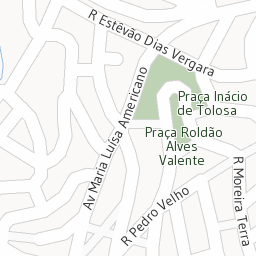 R Estêvão Dias Vergara
Av Maria Luísa Americano
Praça Inácio
de Tolosa
Praça Roldão
Alves
Valente
R Pedro Velho
R Moreira Terra